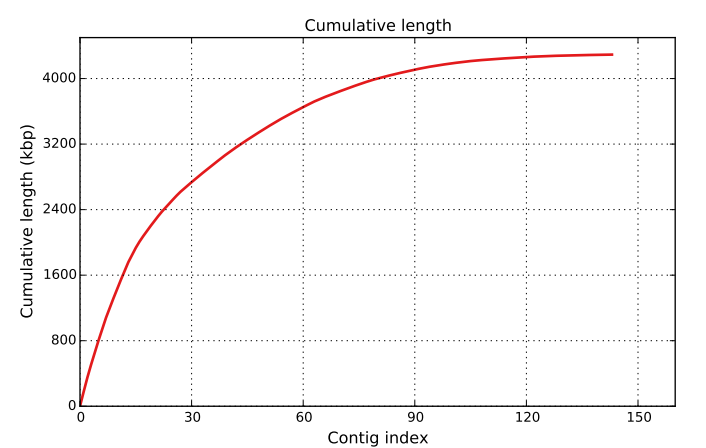 Cumulative length
4000
3200
2400
1600
800
0
Cumulative length (kbp)
0 30 60 90 120 150
Contig index